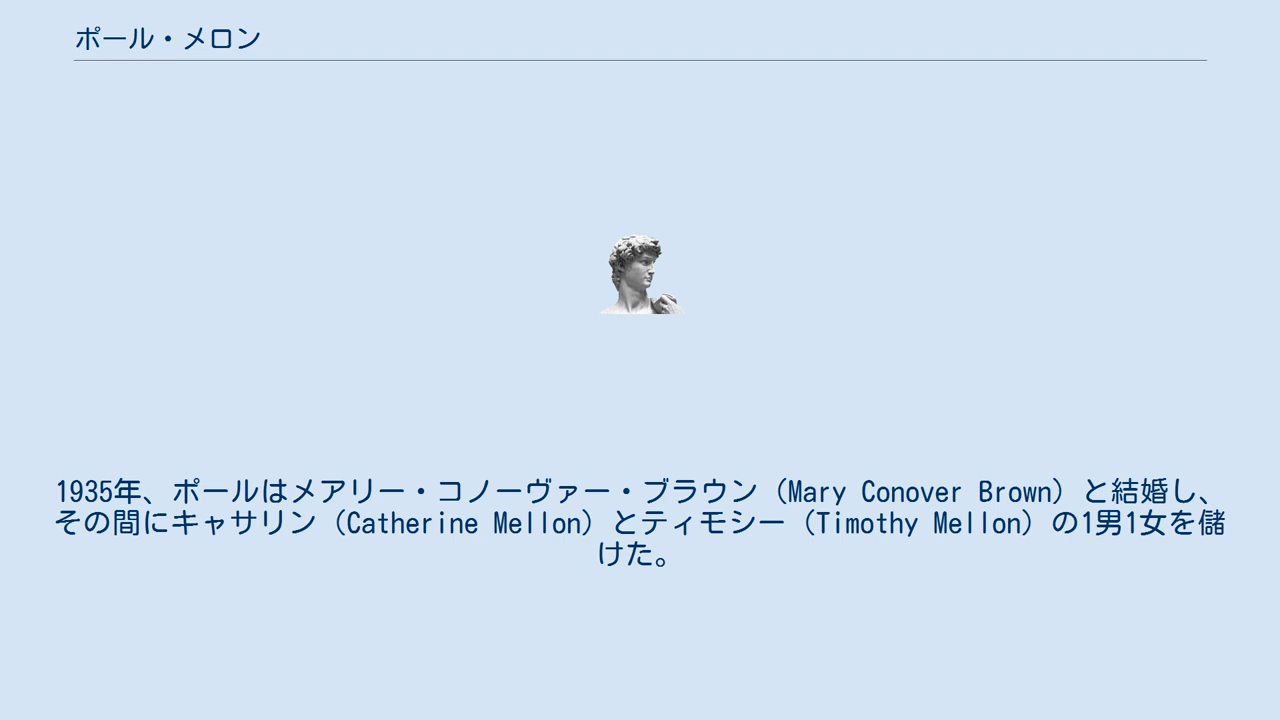 ポール・メロン
1935年、ポールはメアリー・コノーヴァー・ブラウン（Mary Conover Brown）と結婚し、
その間にキャサリン（Catherine Mellon）とティモシー（Timothy Mellon）の1男1女を儲
けた。